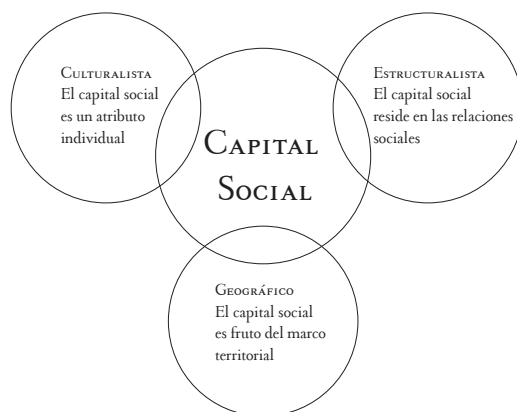 Culturalista
El capital social
es un atributo
individual
Estructuralista
El capital social
reside en las relaciones
sociales
Capital
Social
Geográfico
El capital social
es fruto del marco
territorial